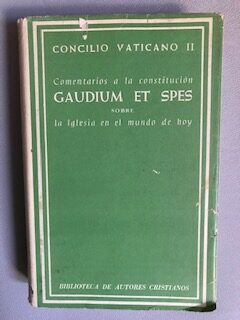 CONCILIO VATICANO II
Comentarios a la constitución
GAUDIUM ET SPES
SOBRE
la Iglesia en el mundo de hoy
BIBLIOTECA DE AUTORES CRISTIANOS